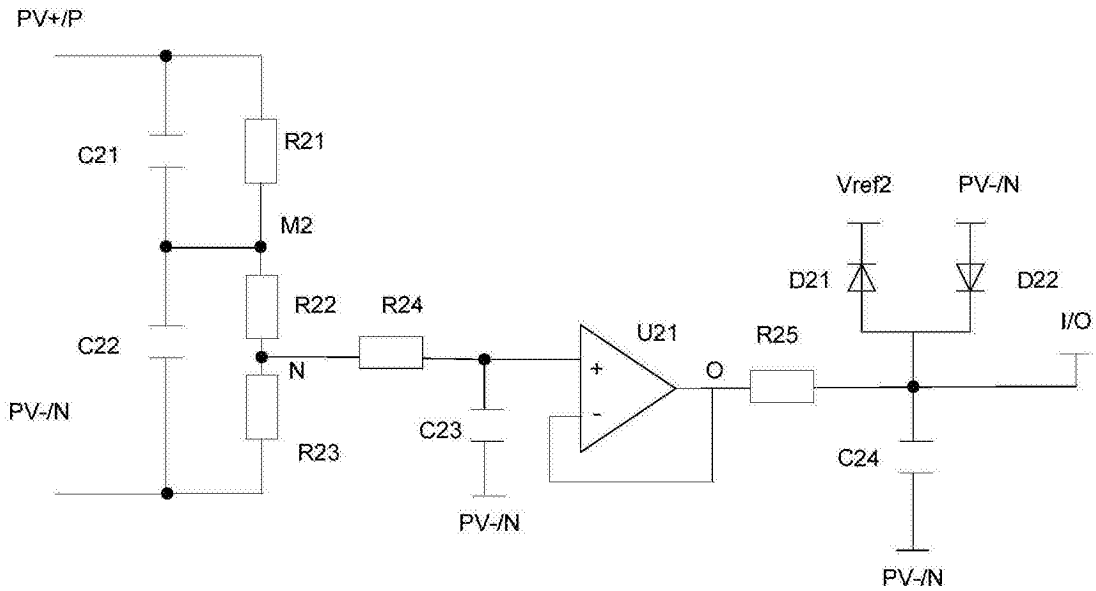 PV+/P
C21
R21
M2
Vref2
PV-/N
D21
D22
I/O
C22
R22
R24
U21
R25
N
O
+
-
PV-/N
R23
C23
C24
PV-/N
PV-/N